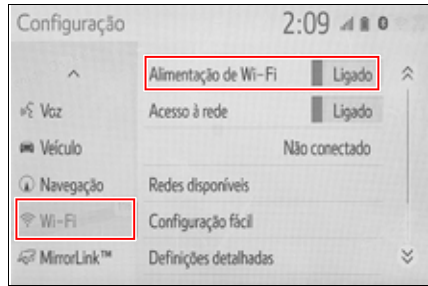 Configuração 2:09
Alimentação de Wi-Fi Ligado
Voz Acesso à rede Ligado
Veículo Não conectado
Navegação Redes disponíveis
Wi-Fi Configuração fácil
MirrorLink™ Definições detalhadas